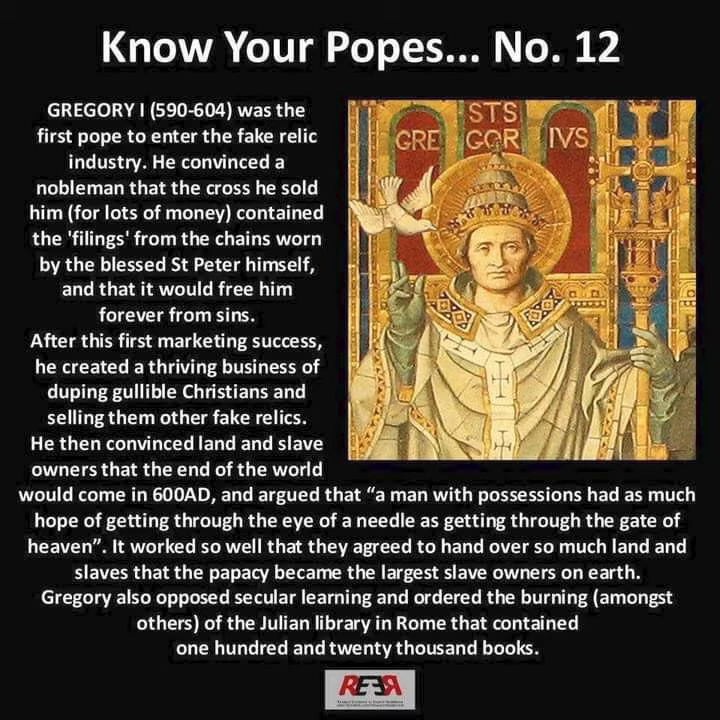 Know Your Popes... No. 12
GREGORY I (590-604) was the
first pope to enter the fake relic
industry. He convinced a
nobleman that the cross he sold
him (for lots of money) contained
the 'filings' from the chains worn
by the blessed St Peter himself,
and that it would free him
forever from sins.
After this first marketing success,
he created a thriving business of
duping gullible Christians and
selling them other fake relics.
He then convinced land and slave
owners that the end of the world
would come in 600AD, and argued that “a man with possessions had as much
hope of getting through the eye of a needle as getting through the gate of
heaven”. It worked so well that they agreed to hand over so much land and
slaves that the papacy became the largest slave owners on earth.
Gregory also opposed secular learning and ordered the burning (amongst
others) of the Julian library in Rome that contained
one hundred and twenty thousand books.
STS
GRE GOR IVS